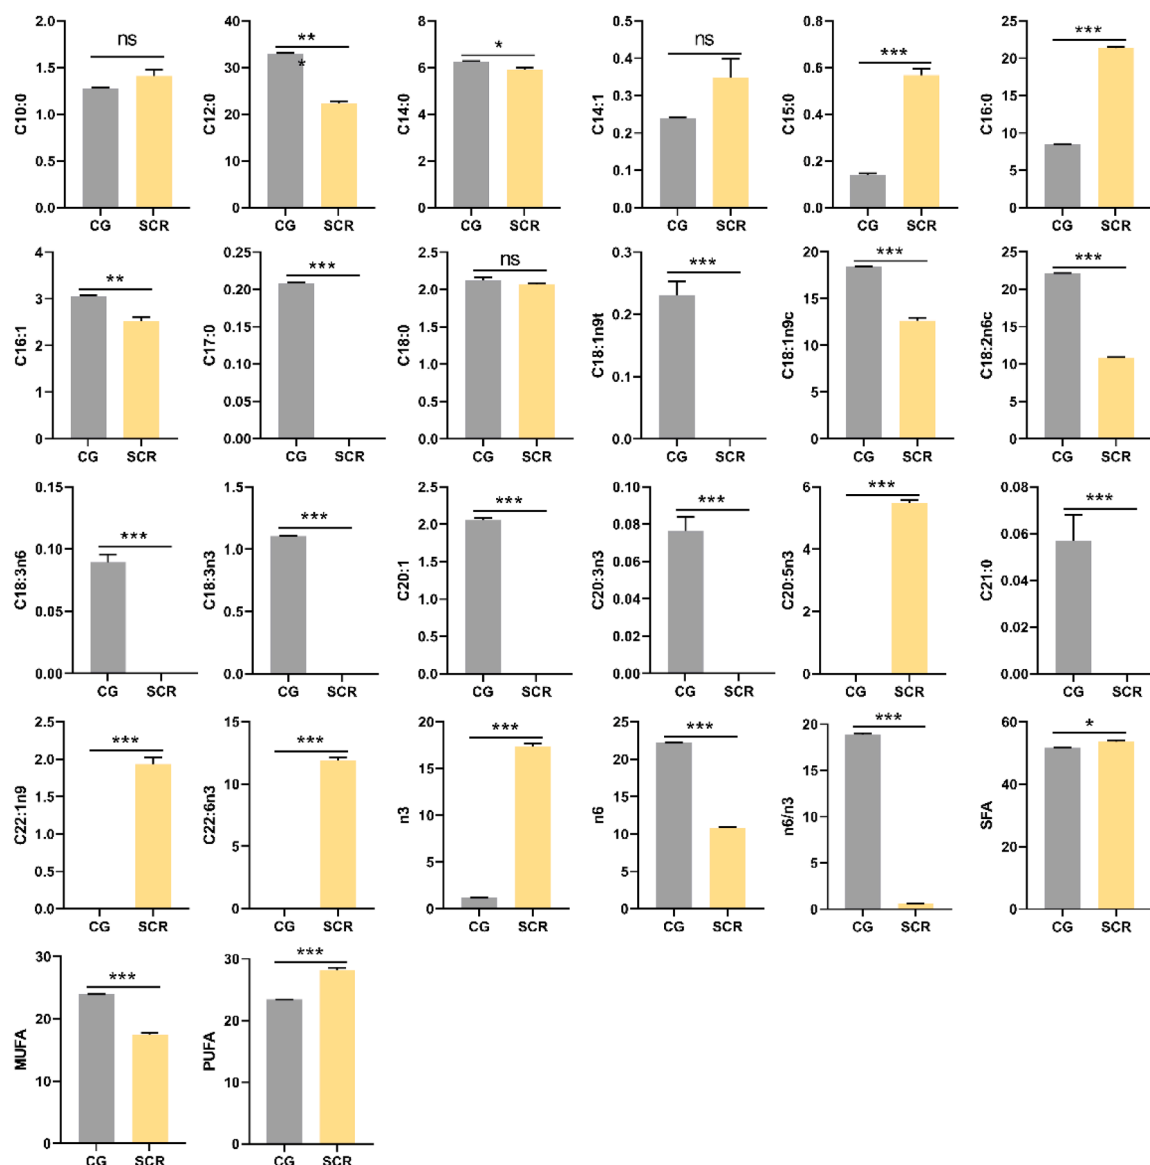 C10:0
2.0
1.5
1.0
0.5
0.0
ns
CG SCR
C12:0
40
30
20
10
0
**
*
CG SCR
C14:0
8
6
4
2
0
*
CG SCR
C14:1
0.5
0.4
0.3
0.2
0.1
0.0
ns
CG SCR
C15:0
0.8
0.6
0.4
0.2
0.0
***
CG SCR
C16:0
25
20
15
10
5
0
***
CG SCR
C16:1
4
3
2
1
0
**
CG SCR
C17:0
0.25
0.20
0.15
0.10
0.05
0.00
***
CG SCR
C18:0
2.5
2.0
1.5
1.0
0.5
0.0
ns
CG SCR
C18:1n9t
0.3
0.2
0.1
0.0
***
CG SCR
C18:1n9c
20
15
10
5
0
***
CG SCR
C18:2n6c
25
20
15
10
5
0
***
CG SCR
C18:3n6
0.15
0.10
0.05
0.00
***
CG SCR
C18:3n3
1.5
1.0
0.5
0.0
***
CG SCR
C20:1
2.5
2.0
1.5
1.0
0.5
0.0
***
CG SCR
C20:3n3
0.10
0.08
0.06
0.04
0.02
0.00
***
CG SCR
C20:5n3
6
4
2
0
***
CG SCR
C21:0
0.08
0.06
0.04
0.02
0.00
***
CG SCR
C22:1n9
2.5
2.0
1.5
1.0
0.5
0.0
***
CG SCR
C22:6n3
15
12
9
6
3
0
***
CG SCR
n3
20
15
10
5
0
***
CG SCR
n6
25
20
15
10
5
0
***
CG SCR
n6/n3
20
15
10
5
0
***
CG SCR
SFA
60
40
20
0
*
CG SCR
MUFA
30
20
10
0
***
CG SCR
PUFA
30
20
10
0
***
CG SCR